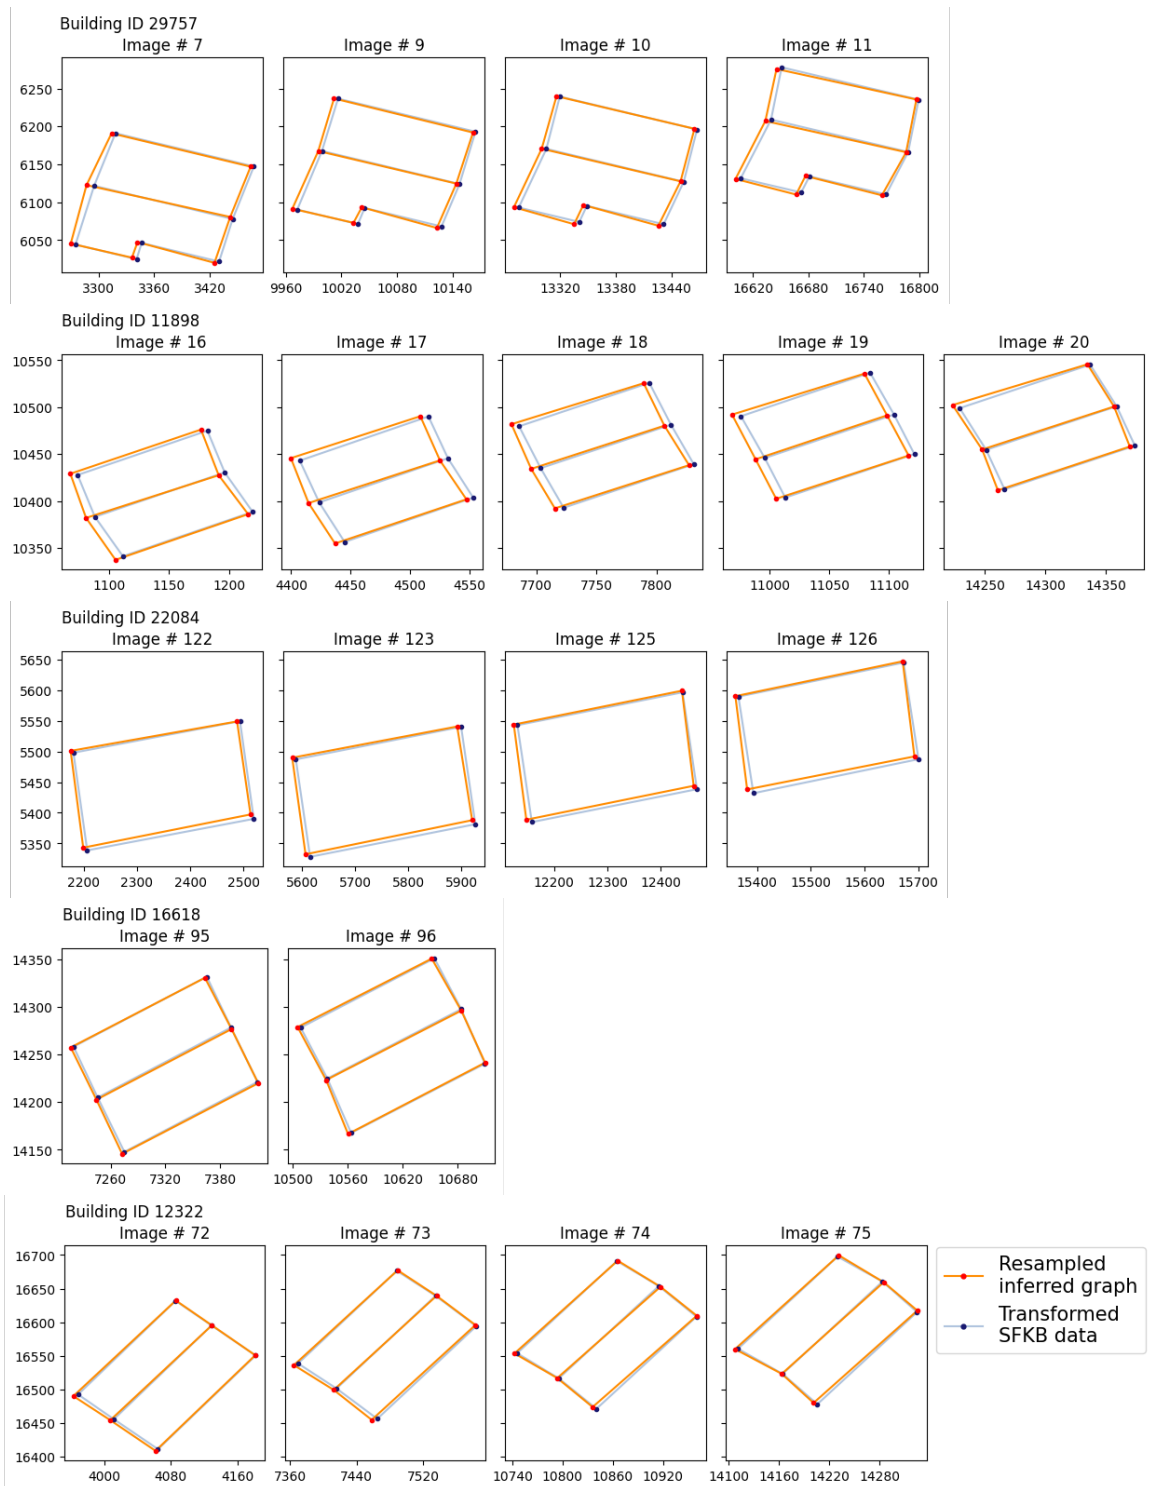 Building ID 29757
Image # 7 Image # 9 Image # 10 Image # 11
6250
6200
6150
6100
6050
3300 3360 3420 9960 10020 10080 10140 13320 13380 13440 16620 16680 16740 16800
Building ID 11898
Image # 16 Image # 17 Image # 18 Image # 19 Image # 20
10550
10500
10450
10400
10350
1100 1150 1200 4400 4450 4500 4550 7700 7750 7800 11000 11050 11100 14250 14300 14350
Building ID 22084
Image # 122 Image # 123 Image # 125 Image # 126
5650
5600
5550
5500
5450
5400
5350
2200 2300 2400 2500 5600 5700 5800 5900 12200 12300 12400 15400 15500 15600 15700
Building ID 16618
Image # 95 Image # 96
14350
14300
14250
14200
14150
7260 7320 7380 10500 10560 10620 10680
Building ID 12322
Image # 72 Image # 73 Image # 74 Image # 75
16700
16650
16600
16550
16500
16450
16400
4000 4080 4160 7360 7440 7520 10740 10800 10860 10920 14100 14160 14220 14280
Resampled
inferred graph
Transformed
SFKB data